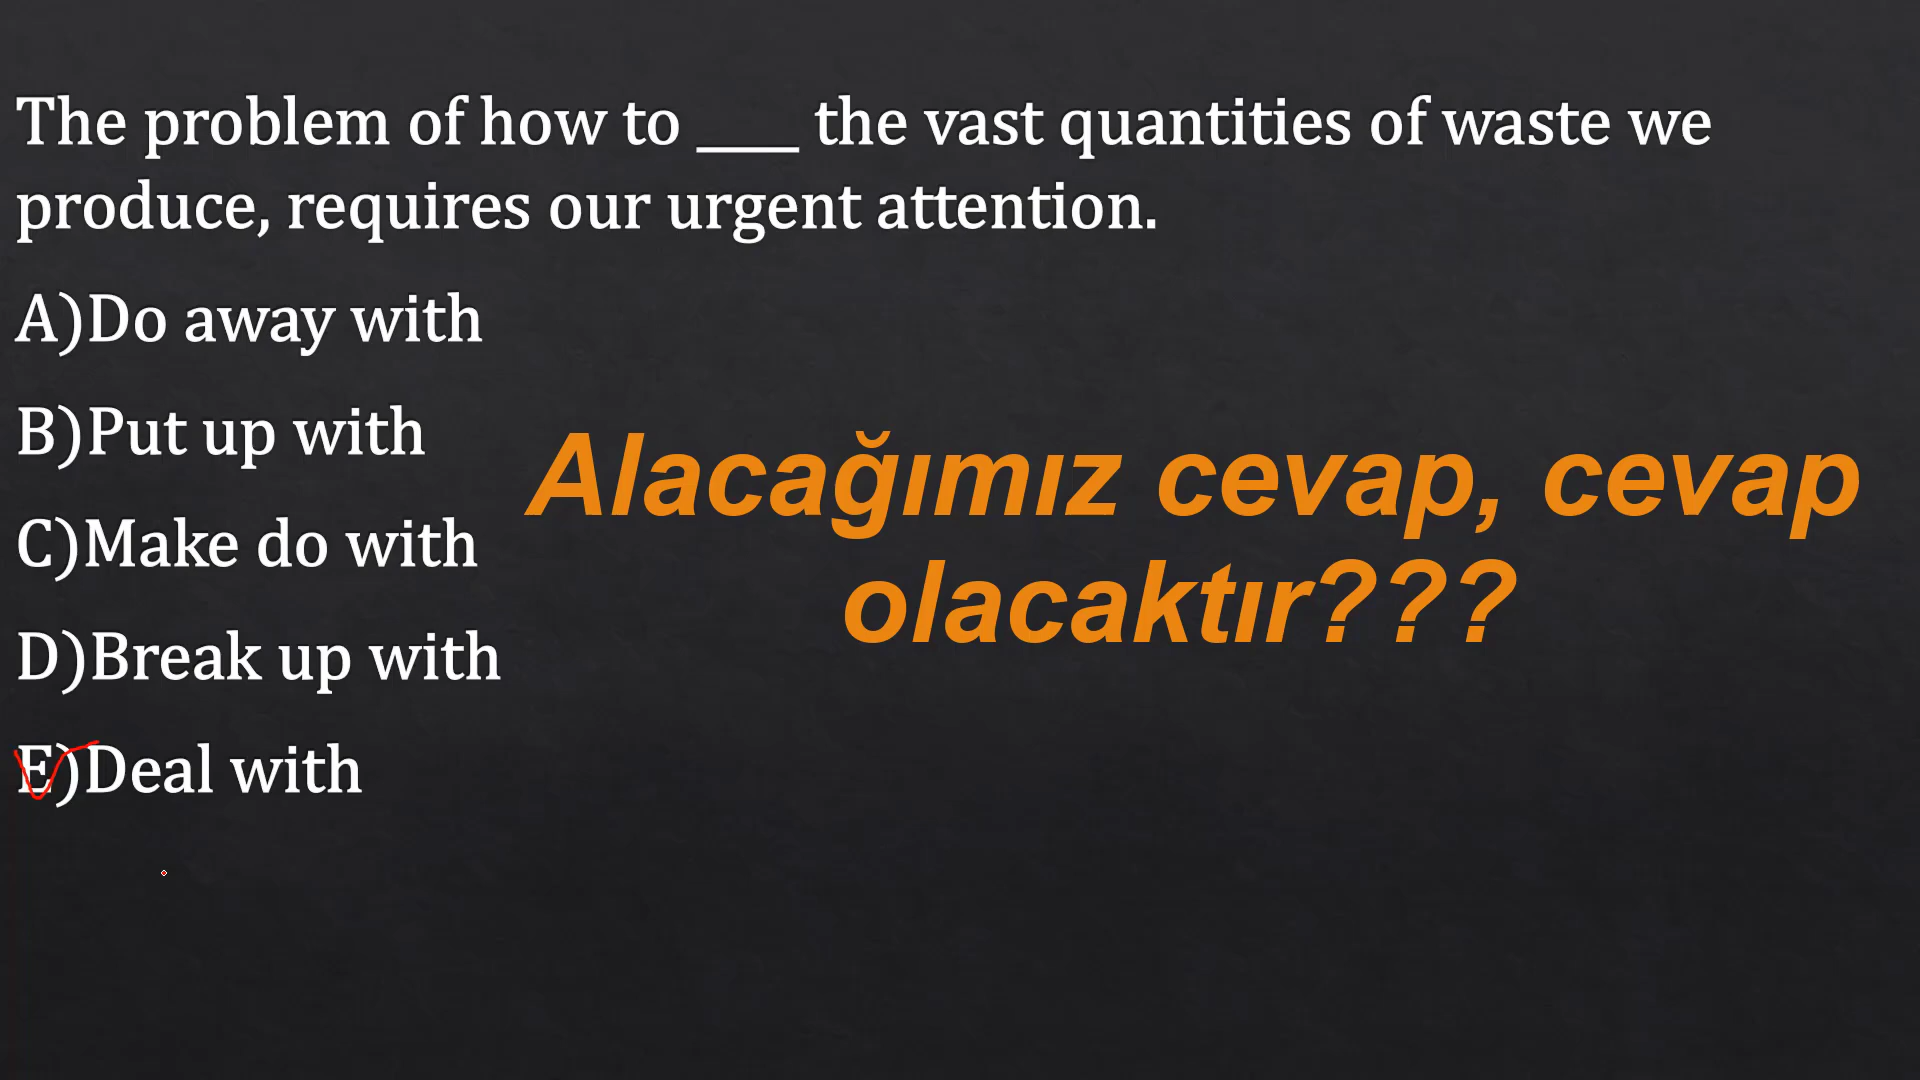 The problem of how to ____ the vast quantities of waste we
produce, requires our urgent attention.
A)Do away with
B)Put up with
C)Make do with
D)Break up with
E)Deal with
Alacağımız cevap, cevap
olacaktır???